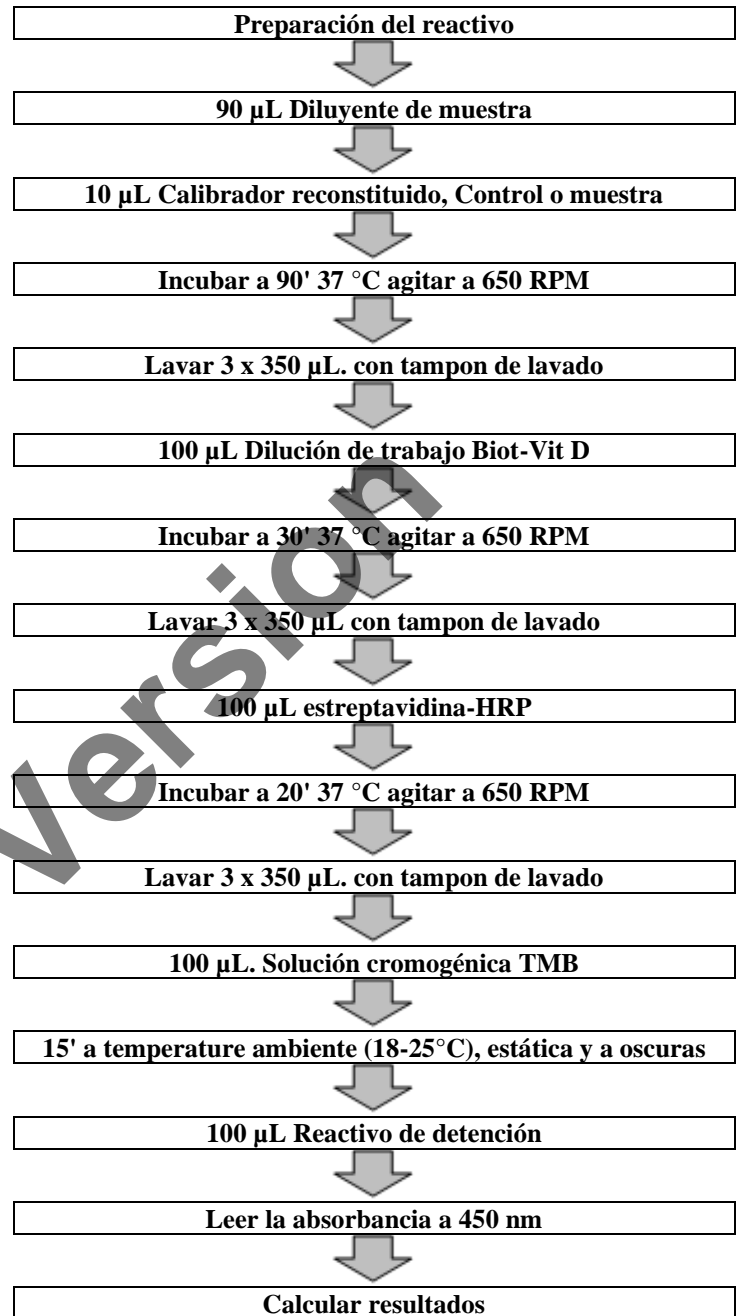 Preparación del reactivo
90 µL Diluyente de muestra
10 µL Calibrador reconstituido, Control o muestra
Incubar a 90' 37 °C agitar a 650 RPM
Lavar 3 x 350 µL. con tampon de lavado
100 µL Dilución de trabajo Biot-Vit D
Incubar a 30' 37 °C agitar a 650 RPM
Lavar 3 x 350 µL con tampon de lavado
100 µL estreptavidina-HRP
Incubar a 20' 37 °C agitar a 650 RPM
Lavar 3 x 350 µL. con tampon de lavado
100 µL. Solución cromogénica TMB
15' a temperature ambiente (18-25°C), estática y a oscuras
100 µL Reactivo de detención
Leer la absorbancia a 450 nm
Calcular resultados
Version